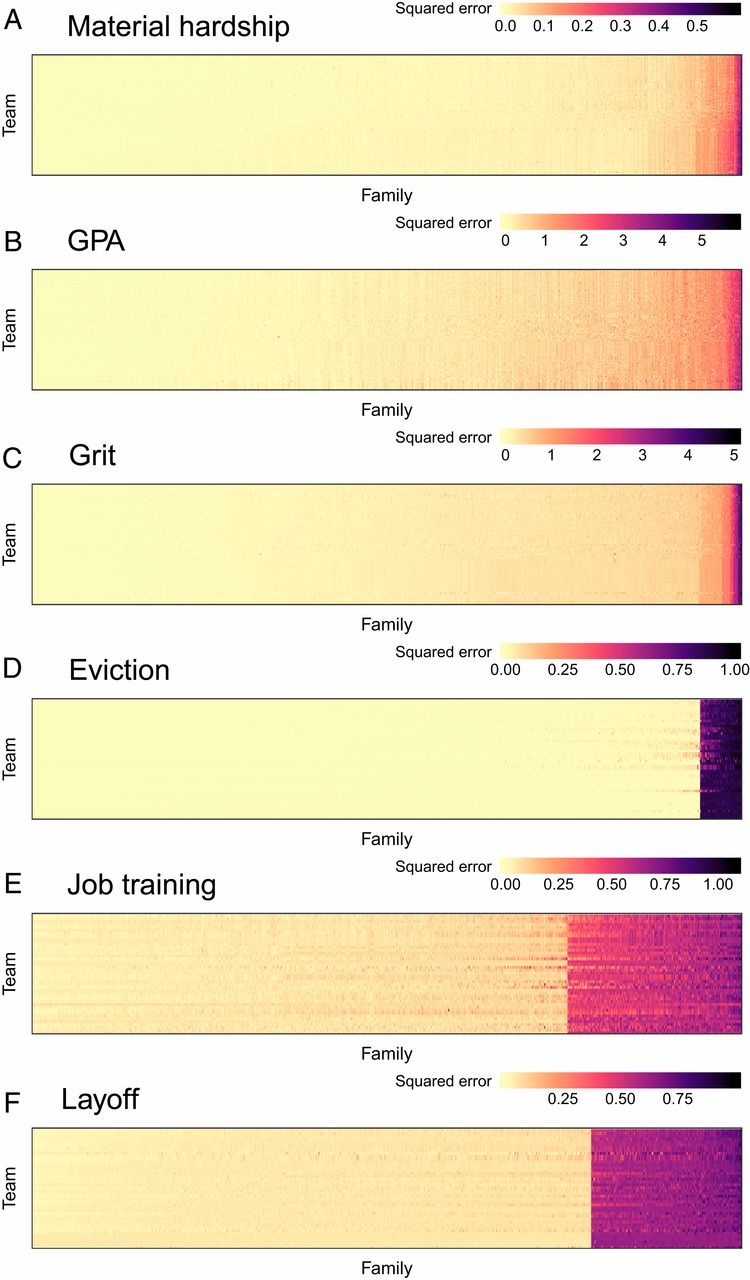 A Material hardship
Squared error
0.0 0.1 0.2 0.3 0.4 0.5
Team
Family
B GPA
Squared error
0 1 2 3 4 5
Team
Family
C Grit
Squared error
0 1 2 3 4 5
Team
Family
D Eviction
Squared error
0.00 0.25 0.50 0.75 1.00
Team
Family
E Job training
Squared error
0.00 0.25 0.50 0.75 1.00
Team
Family
F Layoff
Squared error
0.25 0.50 0.75
Team
Family